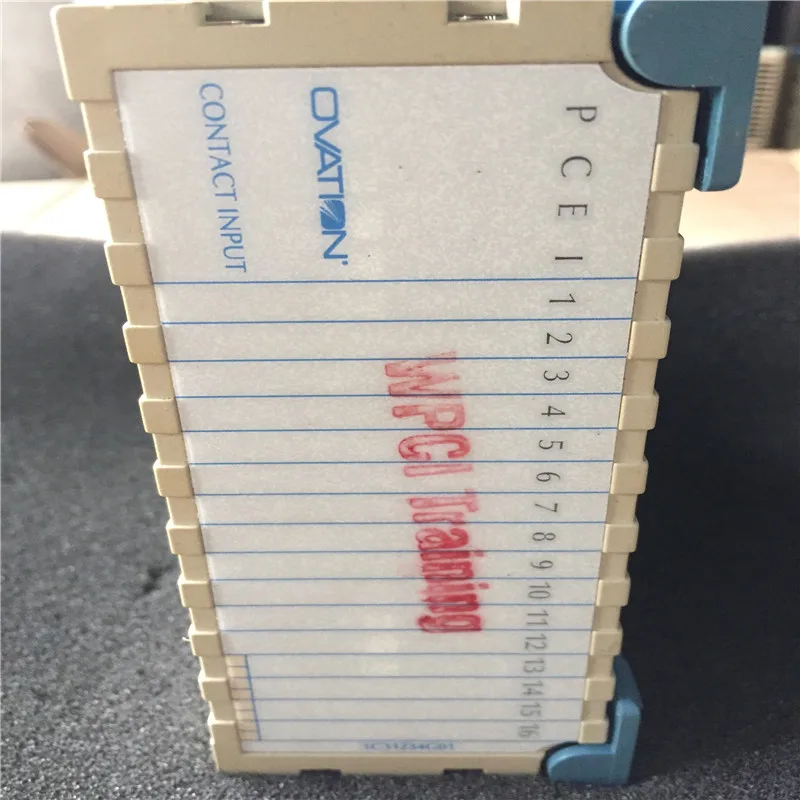 P C E I 1 2 3 4 5 6 7 8 9 10 11 12 13 14 15 16
WPCI Training
OVATION
CONTACT INPUT